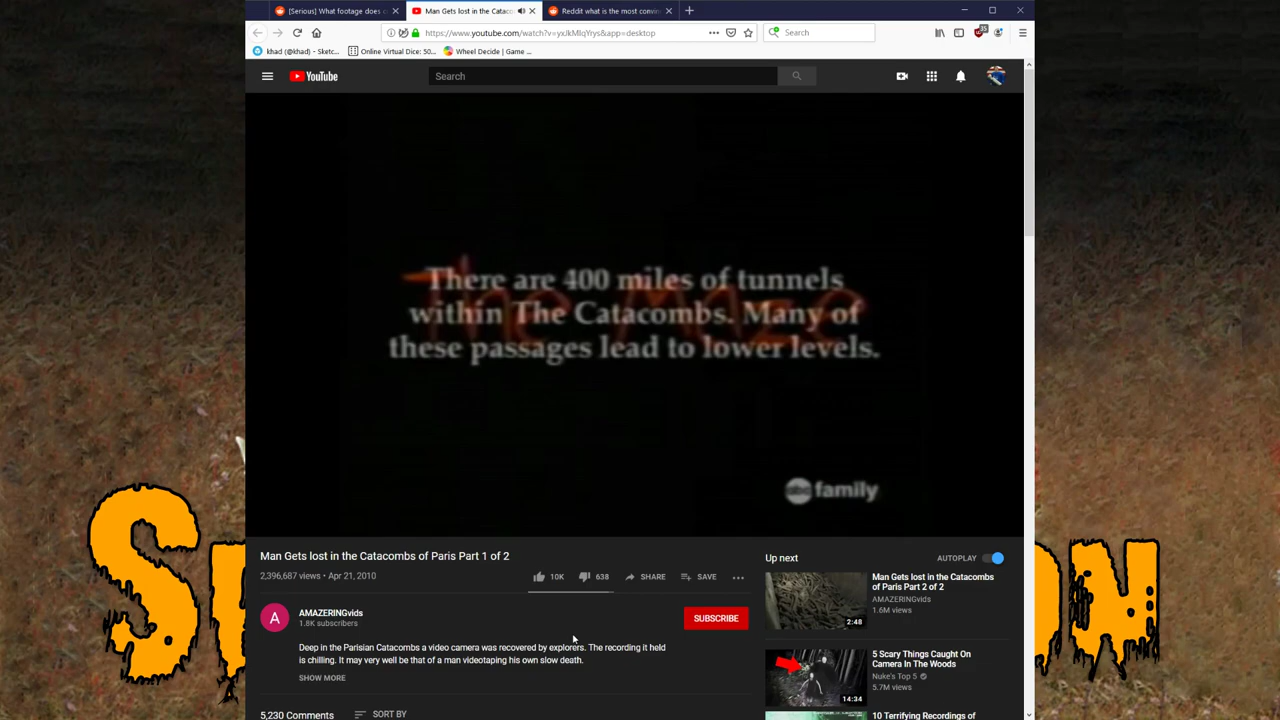 [Serious] What footage does c
Man Gets lost in the Catacon
Reddit what is the most convin
https://www.youtube.com/watch?v=yxJkMlqYrys&app=desktop
Search
35
khad (@khad) - Sketc...
Online Virtual Dice: 50...
Wheel Decide | Game ...
YouTube
Search
There are 400 miles of tunnels
within The Catacombs. Many of
these passages lead to lower levels.
The Maze
abc family
Man Gets lost in the Catacombs of Paris Part 1 of 2
2,396,687 views • Apr 21, 2010
10K
638
SHARE
SAVE
A
AMAZERINGvids
1.8K subscribers
SUBSCRIBE
Deep in the Parisian Catacombs a video camera was recovered by explorers. The recording it held
is chilling. It may very well be that of a man videotaping his own slow death.
SHOW MORE
5,230 Comments
SORT BY
Up next
AUTOPLAY
Man Gets lost in the Catacombs
of Paris Part 2 of 2
AMAZERINGvids
1.6M views
2:48
5 Scary Things Caught On
Camera In The Woods
Nuke's Top 5
5.7M views
14:34
10 Terrifying Recordings of